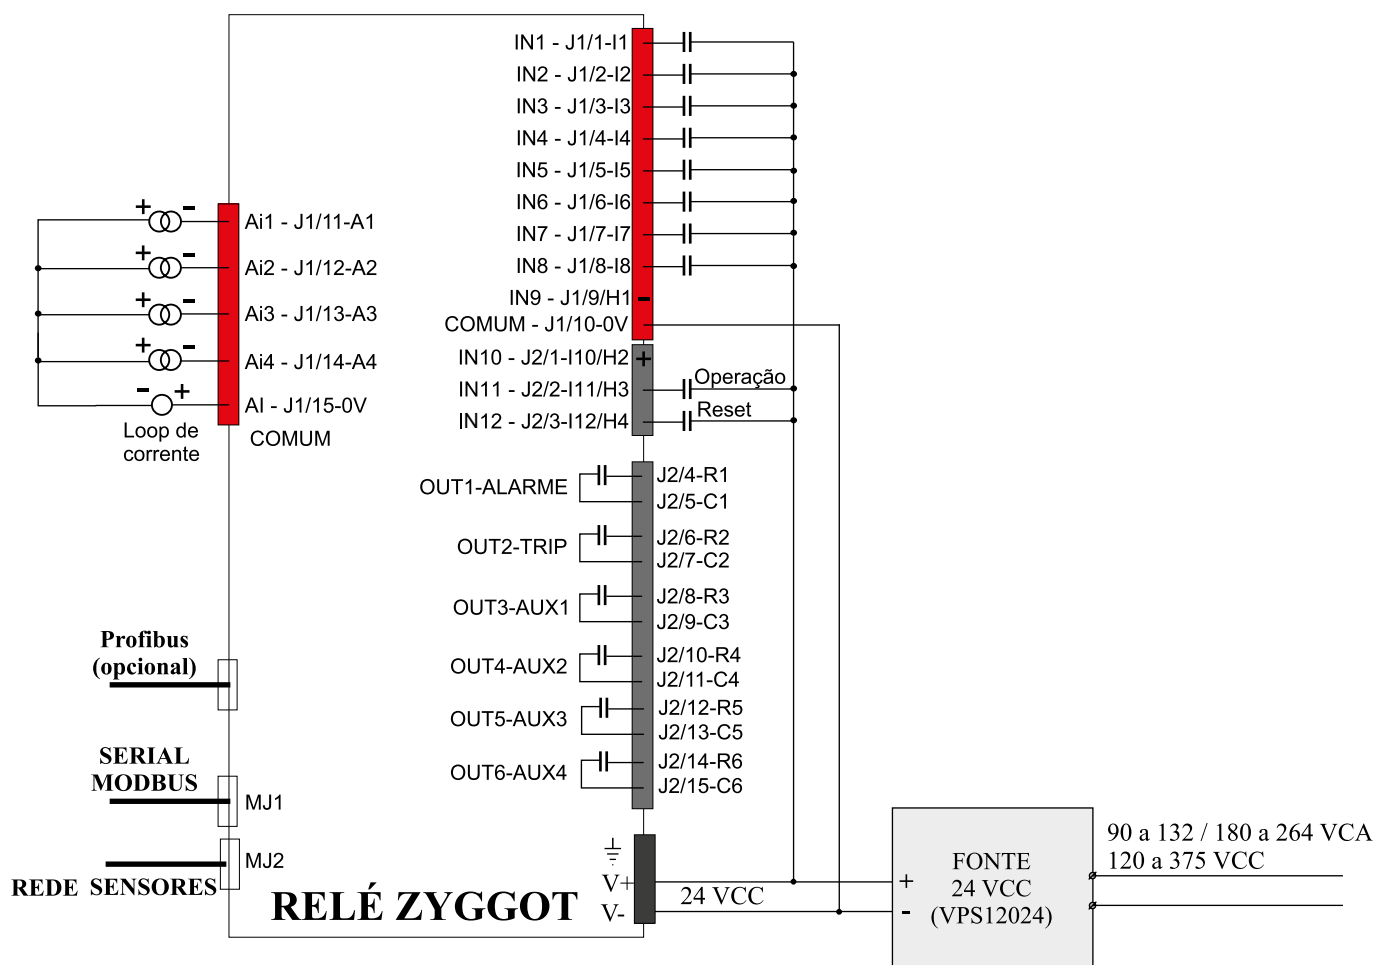 IN1 - J1/1-I1
IN2 - J1/2-I2
IN3 - J1/3-I3
IN4 - J1/4-I4
IN5 - J1/5-I5
IN6 - J1/6-I6
IN7 - J1/7-I7
IN8 - J1/8-I8
IN9 - J1/9/H1 -
COMUM - J1/10-0V
IN10 - J2/1-I10/H2 +
IN11 - J2/2-I11/H3
Operação
IN12 - J2/3-I12/H4
Reset
+ - Ai1 - J1/11-A1
+ - Ai2 - J1/12-A2
+ - Ai3 - J1/13-A3
+ - Ai4 - J1/14-A4
- + AI - J1/15-0V
COMUM
Loop de
corrente
OUT1-ALARME
J2/4-R1
J2/5-C1
OUT2-TRIP
J2/6-R2
J2/7-C2
OUT3-AUX1
J2/8-R3
J2/9-C3
OUT4-AUX2
J2/10-R4
J2/11-C4
OUT5-AUX3
J2/12-R5
J2/13-C5
OUT6-AUX4
J2/14-R6
J2/15-C6
Profibus
(opcional)
SERIAL
MODBUS
MJ1
MJ2
REDE SENSORES
RELÉ ZYGGOT
V+
V-
24 VCC
+
-
FONTE
24 VCC
(VPS12024)
90 a 132 / 180 a 264 VCA
120 a 375 VCC